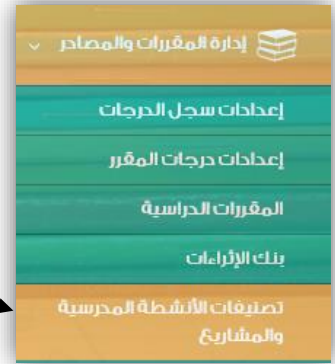 إدارة المقررات والمصادر
إعدادات سجل الدرجات
إعدادات درجات المقرر
المقررات الدراسية
بنك الإثراءات
تصنيفات الأنشطة المدرسية
والمشاريع